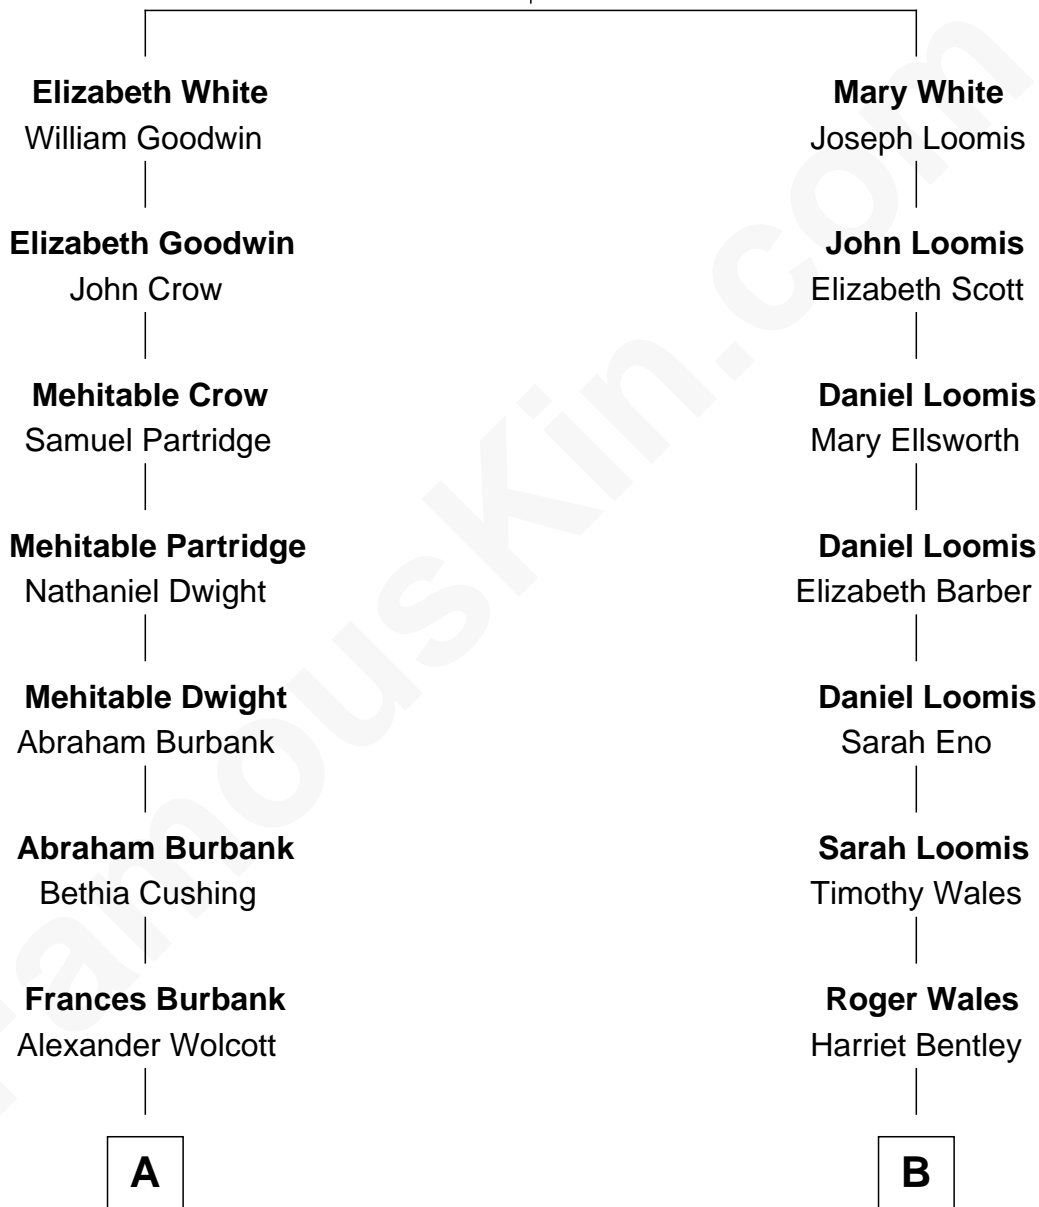 Elizabeth White
William Goodwin
Elizabeth Goodwin
John Crow
Mehitable Crow
Samuel Partridge
Mehitable Partridge
Nathaniel Dwight
Mehitable Dwight
Abraham Burbank
Abraham Burbank
Bethia Cushing
Frances Burbank
Alexander Wolcott
A
Mary White
Joseph Loomis
John Loomis
Elizabeth Scott
Daniel Loomis
Mary Ellsworth
Daniel Loomis
Elizabeth Barber
Daniel Loomis
Sarah Eno
Sarah Loomis
Timothy Wales
Roger Wales
Harriet Bentley
B
FamousKin.com